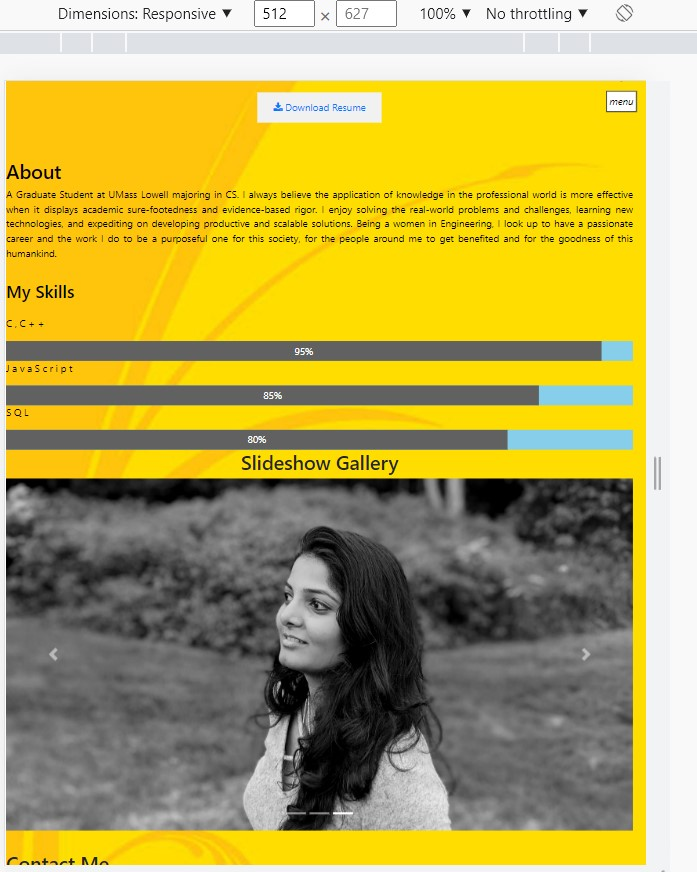 Dimensions: Responsive ▼ 512 × 627 100% ▼ No throttling ▼
Download Resume
menu
About
A Graduate Student at UMass Lowell majoring in CS. I always believe the application of knowledge in the professional world is more effective
when it displays academic sure-footedness and evidence-based rigor. I enjoy solving the real-world problems and challenges, learning new
technologies, and expediting on developing productive and scalable solutions. Being a women in Engineering, I look up to have a passionate
career and the work I do to be a purposeful one for this society, for the people around me to get benefited and for the goodness of this
humankind.
My Skills
C,C++
95%
JavaScript
85%
SQL
80%
Slideshow Gallery
Contact Me